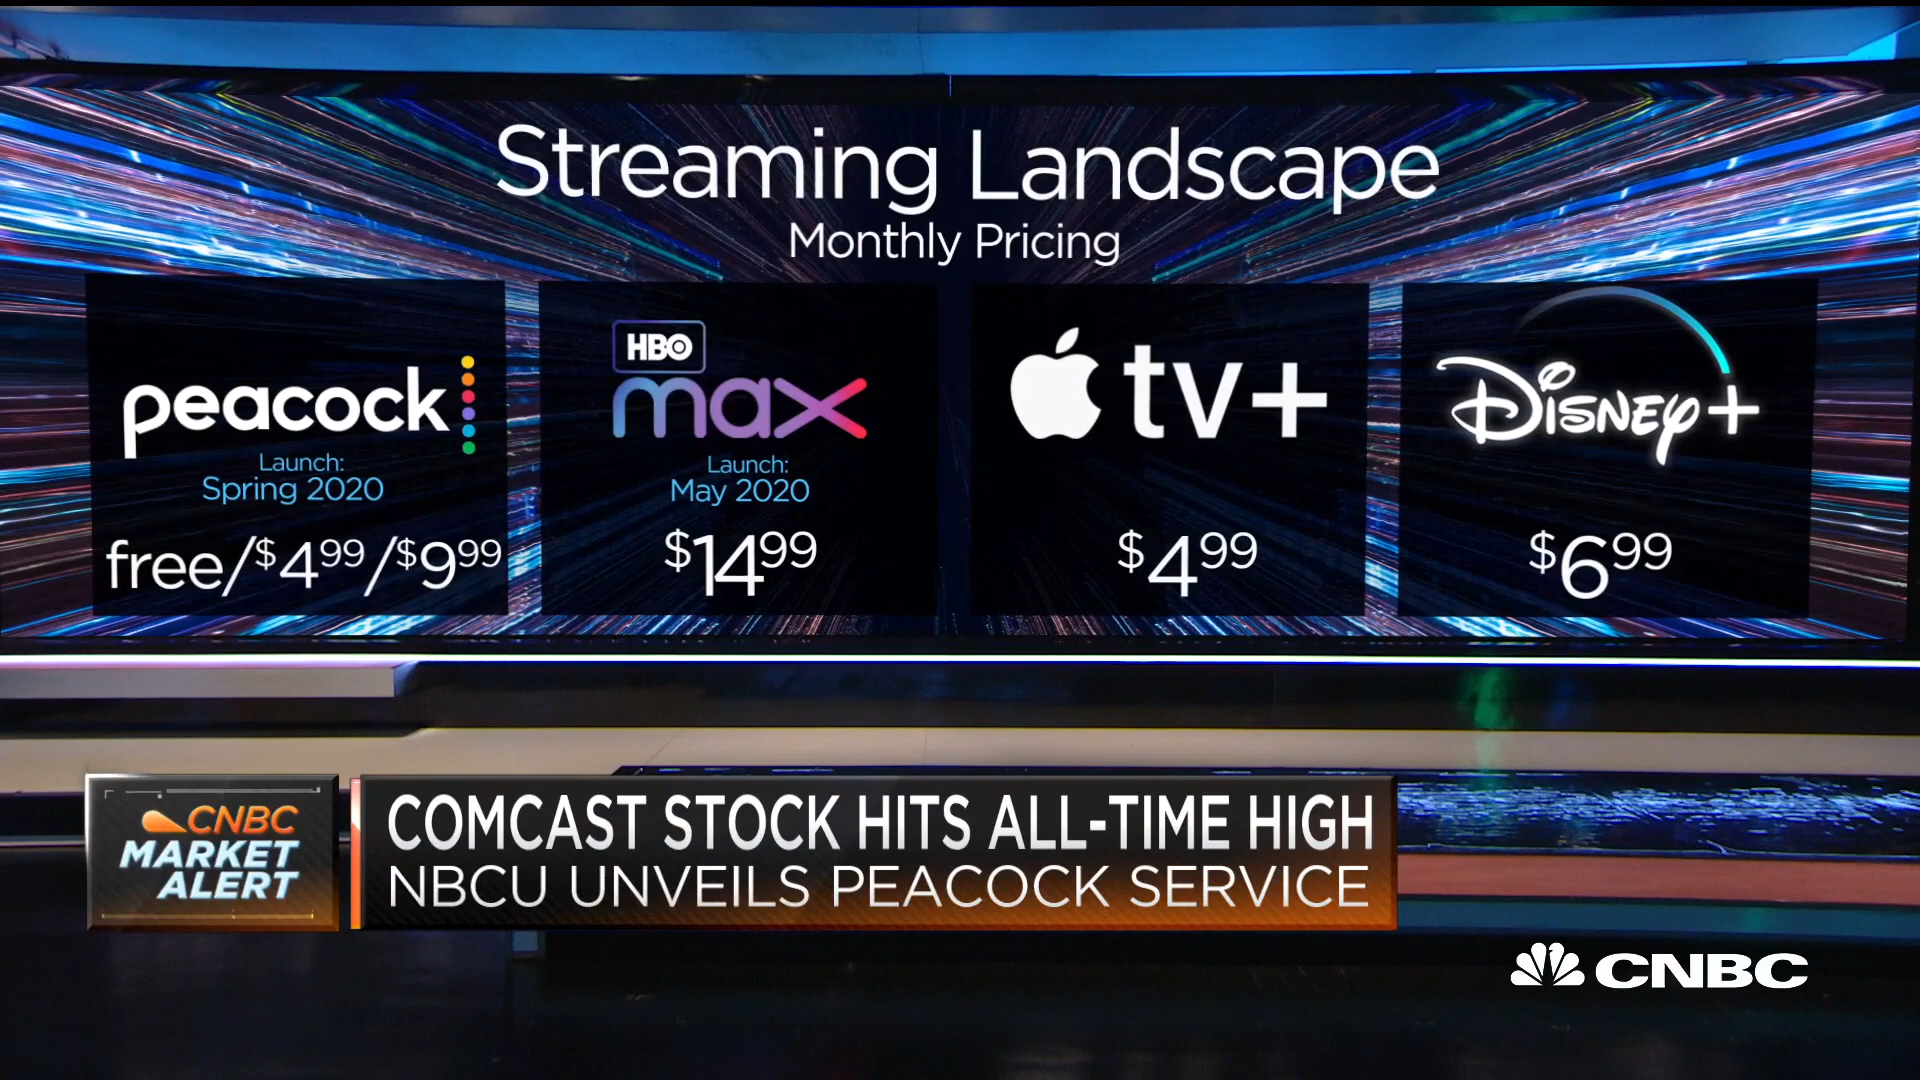 Streaming Landscape
Monthly Pricing
peacock
Launch:
Spring 2020
free/$4.99/$9.99
HBO
max
Launch:
May 2020
$14.99
tv+
$4.99
Disney+
$6.99
CNBC
MARKET
ALERT
COMCAST STOCK HITS ALL-TIME HIGH
NBCU UNVEILS PEACOCK SERVICE
CNBC